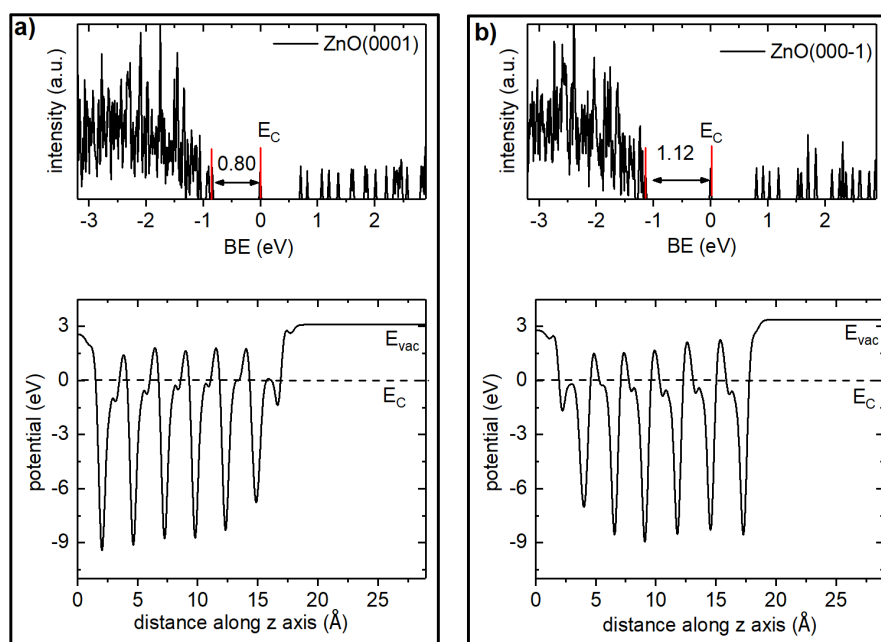 a)
ZnO(0001)
intensity (a.u.)
E_C
0.80
-3 -2 -1 0 1 2
BE (eV)
3
0
-3
-6
-9
potential (eV)
E_vac
E_C
0 5 10 15 20 25
distance along z axis (Å)
b)
ZnO(000-1)
intensity (a.u.)
E_C
1.12
-3 -2 -1 0 1 2
BE (eV)
3
0
-3
-6
-9
potential (eV)
E_vac
E_C
0 5 10 15 20 25
distance along z axis (Å)